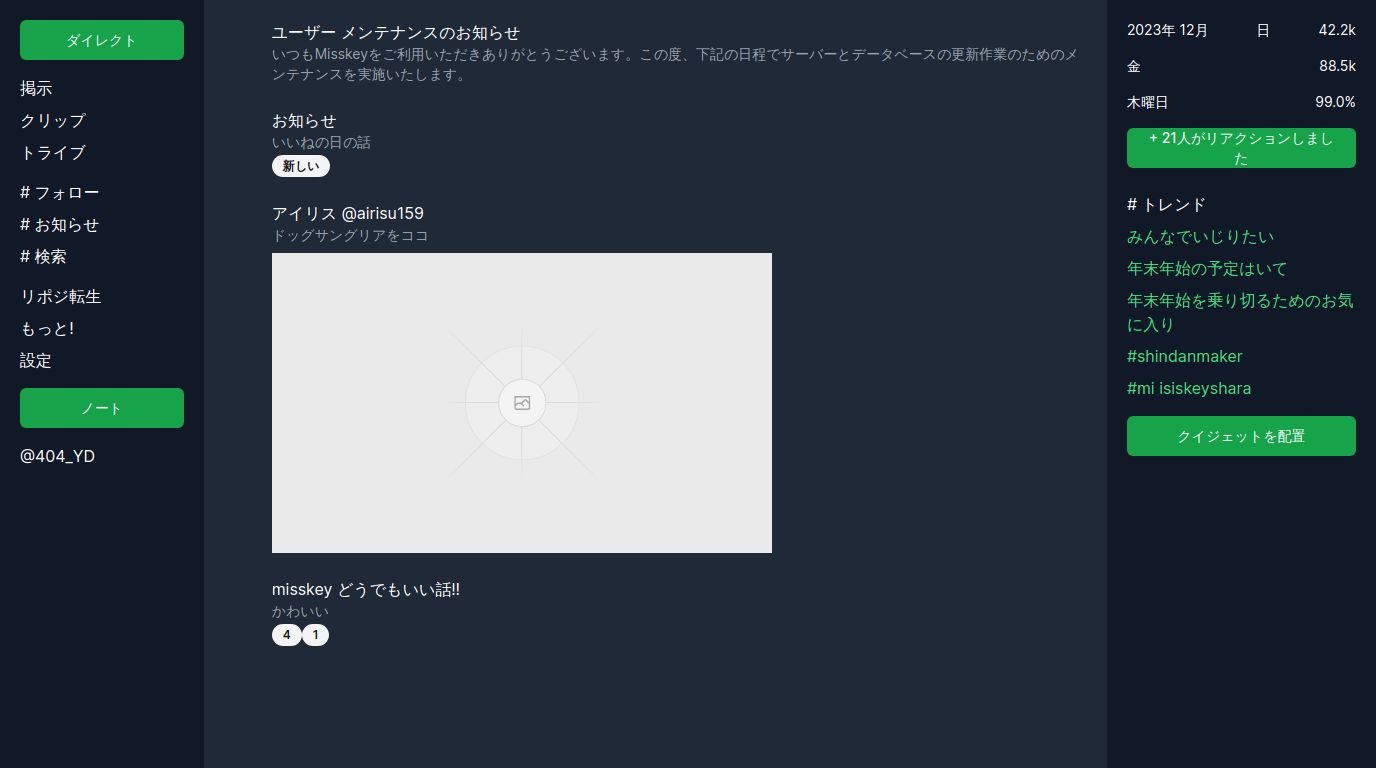 ダイレクト
掲示
クリップ
トライブ
# フォロー
# お知らせ
# 検索
リポジ転生
もっと!
設定
ノート
@404_YD
ユーザー メンテナンスのお知らせ
いつもMisskeyをご利用いただきありがとうございます。この度、下記の日程でサーバーとデータベースの更新作業のためのメ
ンテナンスを実施いたします。
お知らせ
いいねの日の話
新しい
アイリス @airisu159
ドッグサングリアをココ
misskey どうでもいい話!!
かわいい
4 1
2023年 12月 日 42.2k
金 88.5k
木曜日 99.0%
+ 21人がリアクションしまし
た
# トレンド
みんなでいじりたい
年末年始の予定はいて
年末年始を乗り切るためのお気
に入り
#shindanmaker
#mi isiskeyshara
クイジェットを配置